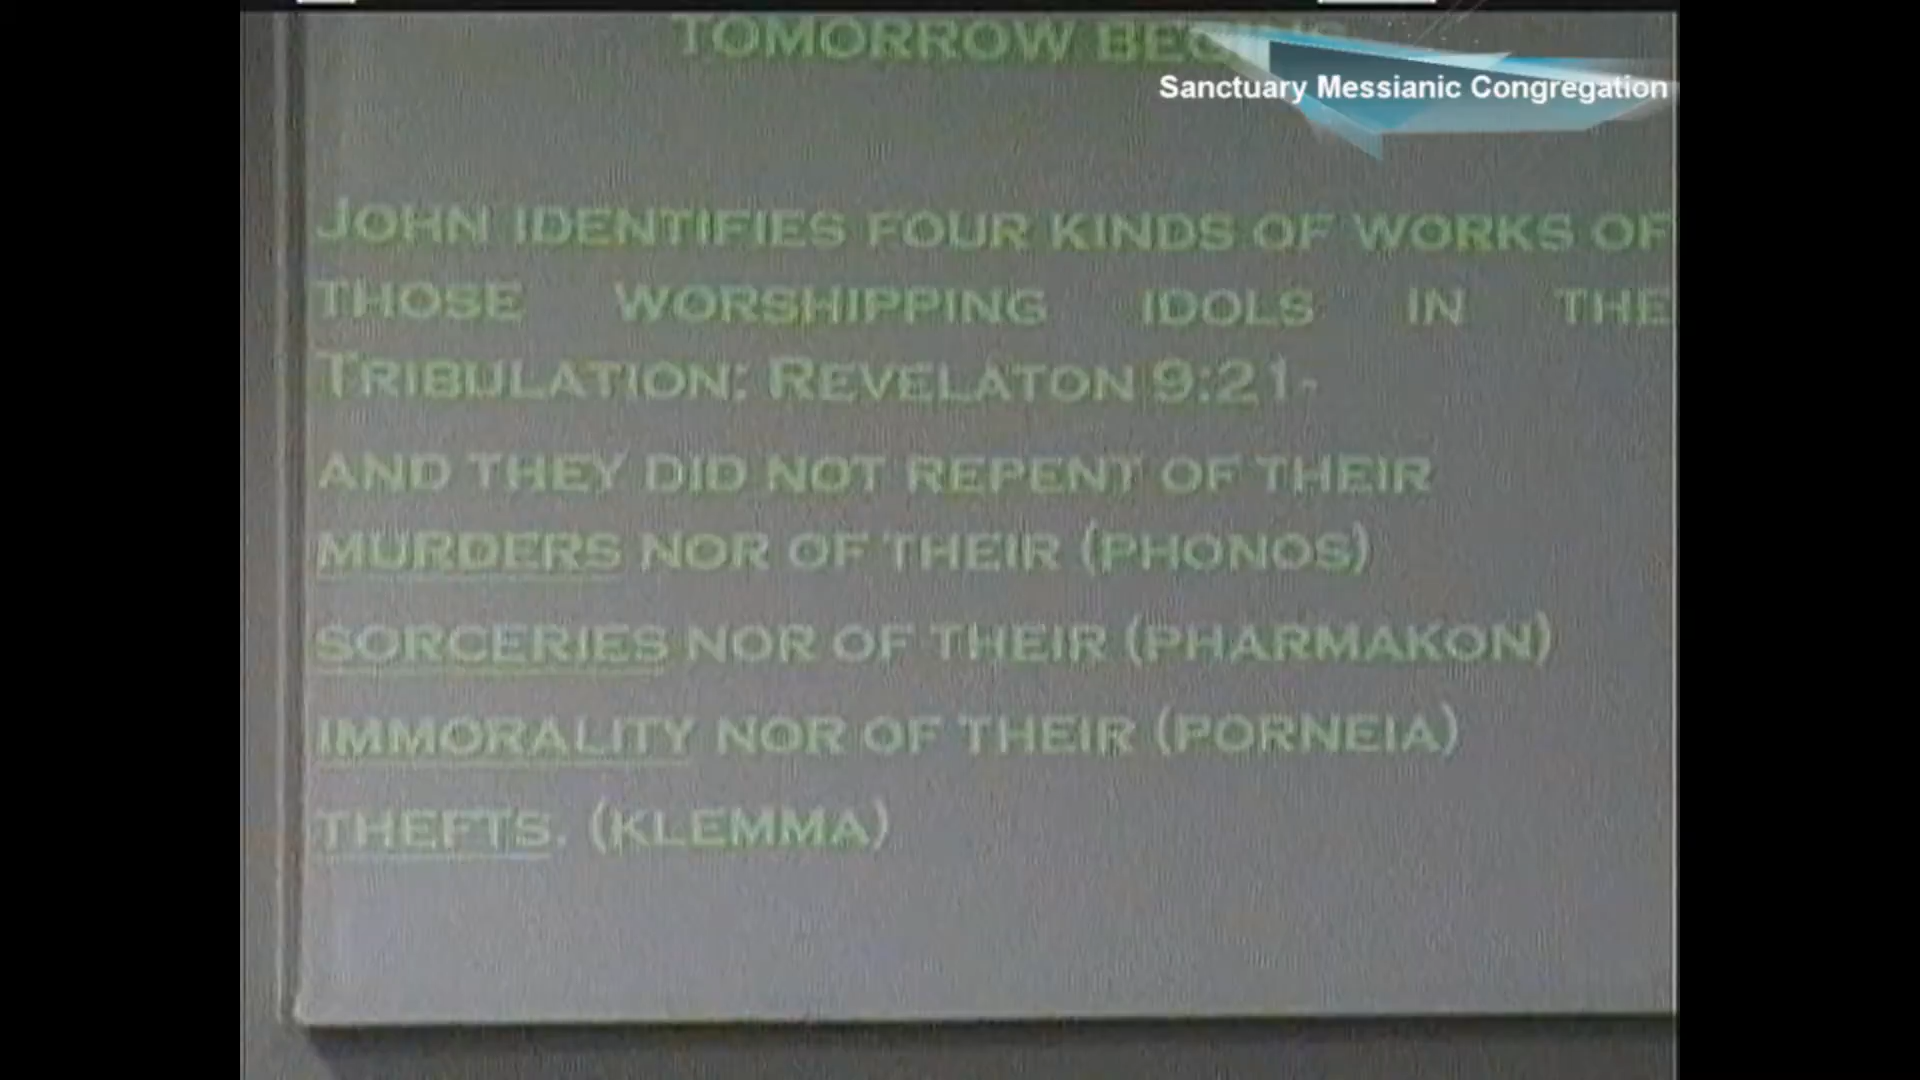 TOMORROW BEGINS
Sanctuary Messianic Congregation
JOHN IDENTIFIES FOUR KINDS OF WORKS OF
THOSE WORSHIPPING IDOLS IN THE
TRIBULATION: REVELATON 9:21-
AND THEY DID NOT REPENT OF THEIR
MURDERS NOR OF THEIR (PHONOS)
SORCERIES NOR OF THEIR (PHARMAKON)
IMMORALITY NOR OF THEIR (PORNEIA)
THEFTS. (KLEMMA)